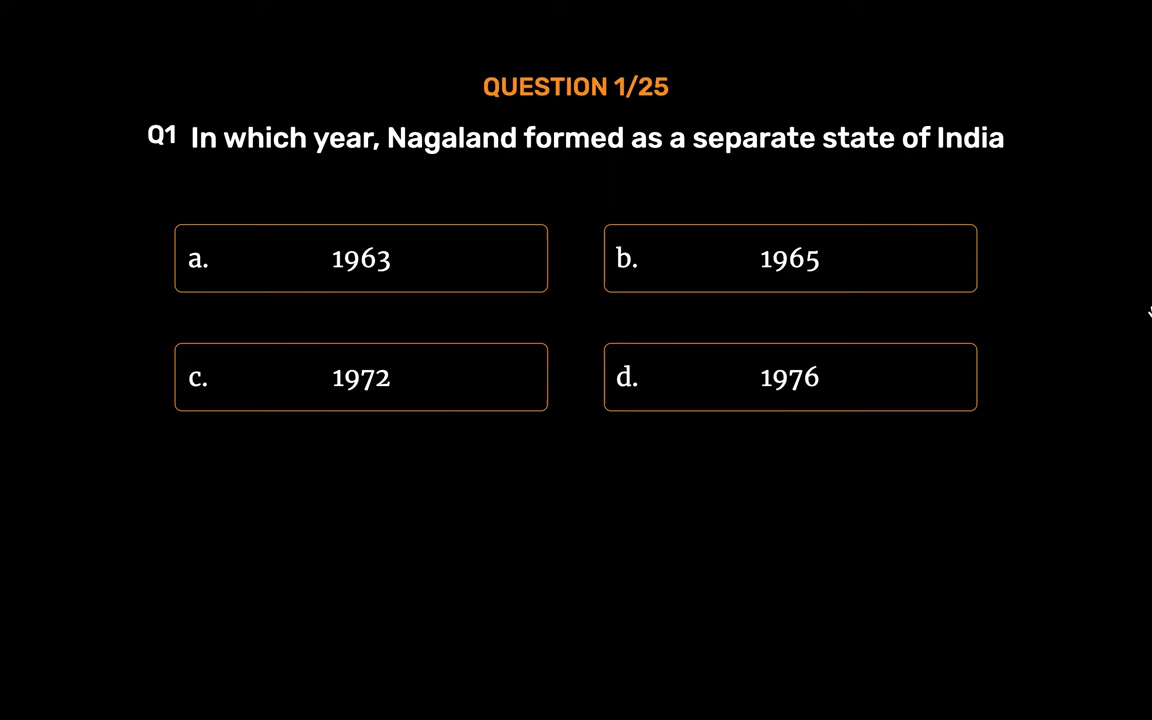 QUESTION 1/25
Q1 In which year, Nagaland formed as a separate state of India
a. 1963
b. 1965
c. 1972
d. 1976